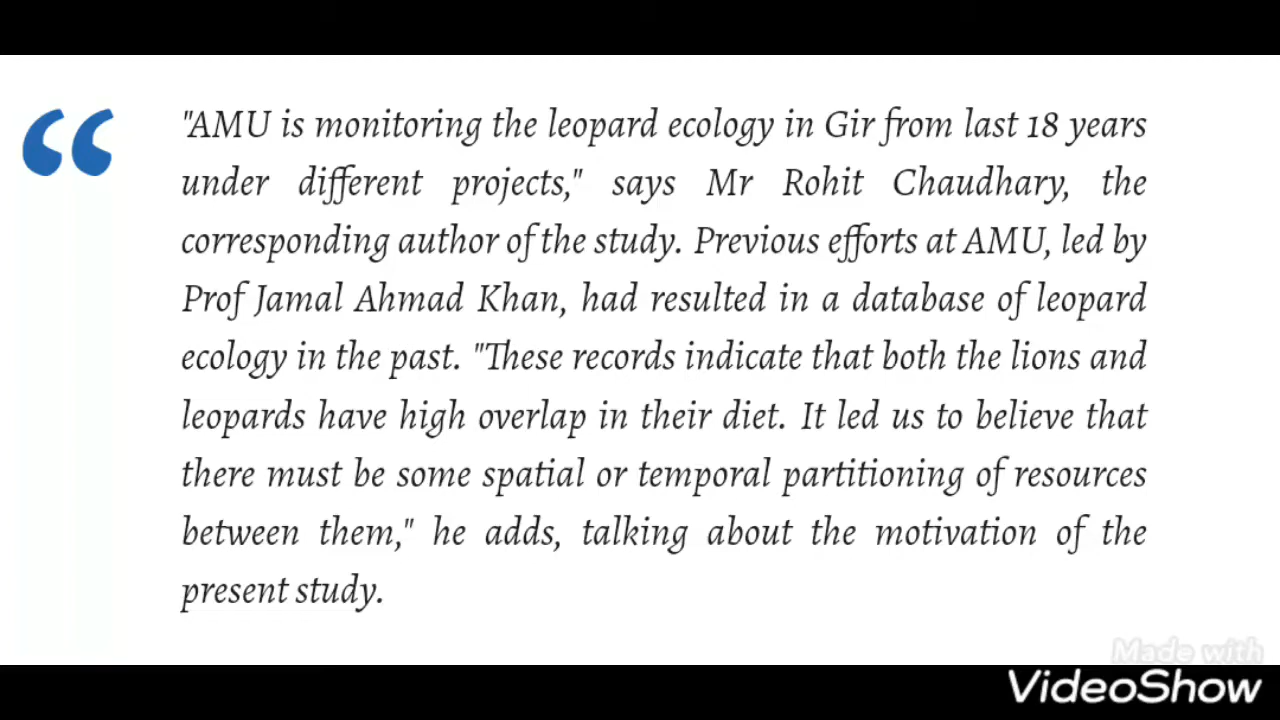 "AMU is monitoring the leopard ecology in Gir from last 18 years
under different projects," says Mr Rohit Chaudhary, the
corresponding author of the study. Previous efforts at AMU, led by
Prof Jamal Ahmad Khan, had resulted in a database of leopard
ecology in the past. "These records indicate that both the lions and
leopards have high overlap in their diet. It led us to believe that
there must be some spatial or temporal partitioning of resources
between them," he adds, talking about the motivation of the
present study.
Made with
VideoShow